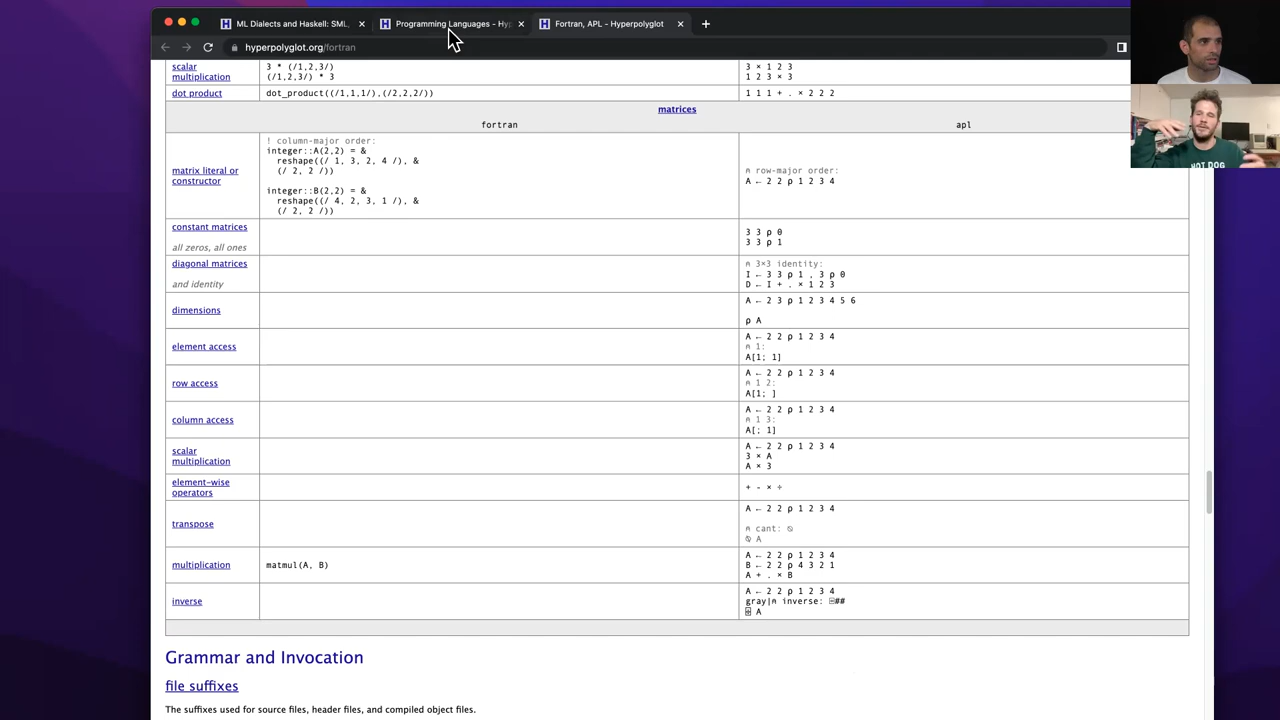 ML Dialects and Haskell: SML,
Programming Languages - Hyp
Fortran, APL - Hyperpolyglot
hyperpolyglot.org/fortran
scalar multiplication
3 * (/1,2,3/)
(/1,2,3/) * 3
3 × 1 2 3
1 2 3 × 3
dot product
dot_product((/1,1,1/),(/2,2,2/))
1 1 1 + . × 2 2 2
matrices
fortran
apl
matrix literal or
constructor
! column-major order:
integer::A(2,2) = &
reshape((/ 1, 3, 2, 4 /), &
(/ 2, 2 /))
integer::B(2,2) = &
reshape((/ 4, 2, 3, 1 /), &
(/ 2, 2 /))
⍝ row-major order:
A ← 2 2 ⍴ 1 2 3 4
constant matrices
all zeros, all ones
3 3 ⍴ 0
3 3 ⍴ 1
diagonal matrices
and identity
⍝ 3×3 identity:
I ← 3 3 ⍴ 1 , 3 ⍴ 0
D ← I + . × 1 2 3
dimensions
A ← 2 3 ⍴ 1 2 3 4 5 6
⍴ A
element access
A ← 2 2 ⍴ 1 2 3 4
⍝ 1:
A[1; 1]
row access
A ← 2 2 ⍴ 1 2 3 4
⍝ 1 2:
A[1; ]
column access
A ← 2 2 ⍴ 1 2 3 4
⍝ 1 3:
A[; 1]
scalar
multiplication
A ← 2 2 ⍴ 1 2 3 4
3 × A
A × 3
element-wise
operators
+ - × ÷
transpose
A ← 2 2 ⍴ 1 2 3 4
⍝ cant: ⍉
⍉ A
multiplication
matmul(A, B)
A ← 2 2 ⍴ 1 2 3 4
B ← 2 2 ⍴ 4 3 2 1
A + . × B
inverse
A ← 2 2 ⍴ 1 2 3 4
gray|⍝ inverse: ⌹##
⌹ A
Grammar and Invocation
file suffixes
The suffixes used for source files, header files, and compiled object files.
HOT DOG